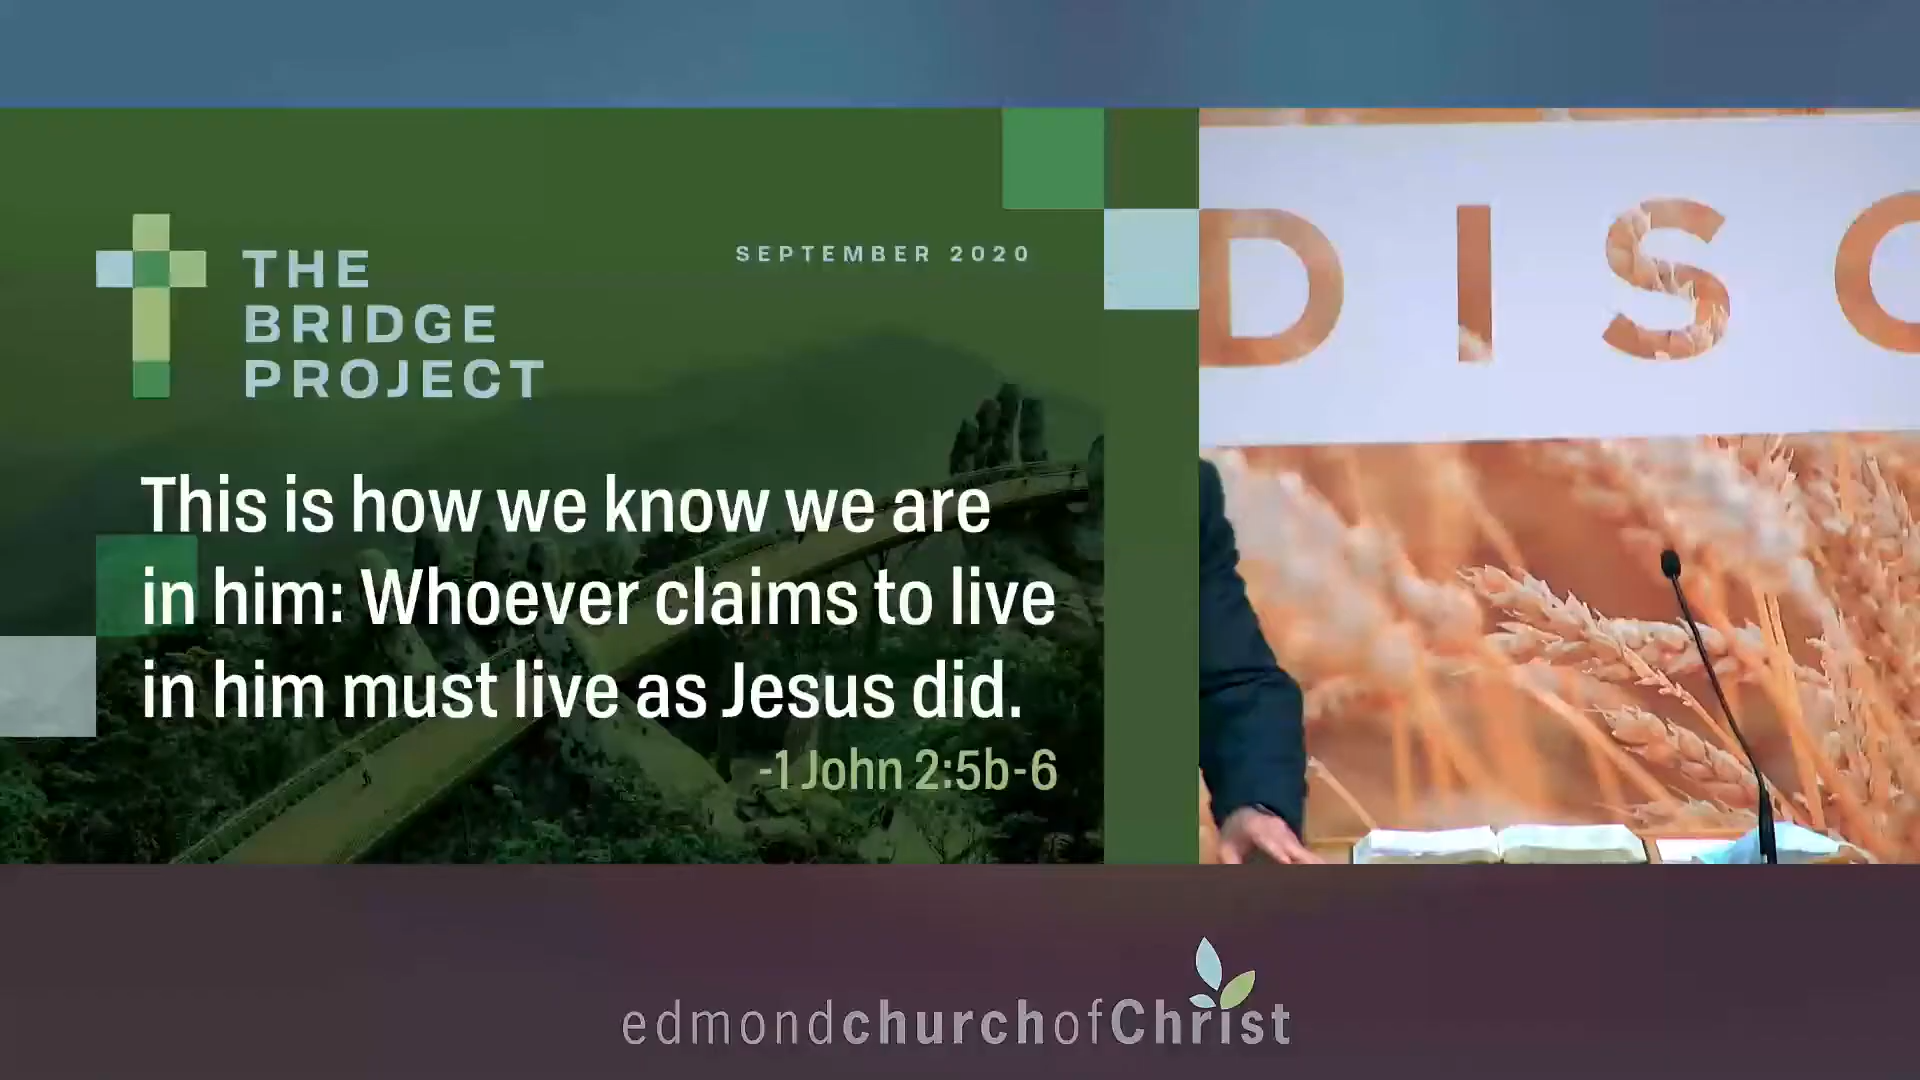 THE
BRIDGE
PROJECT
SEPTEMBER 2020
This is how we know we are
in him: Whoever claims to live
in him must live as Jesus did.
-1 John 2:5b-6
DISC
edmondchurchofChrist